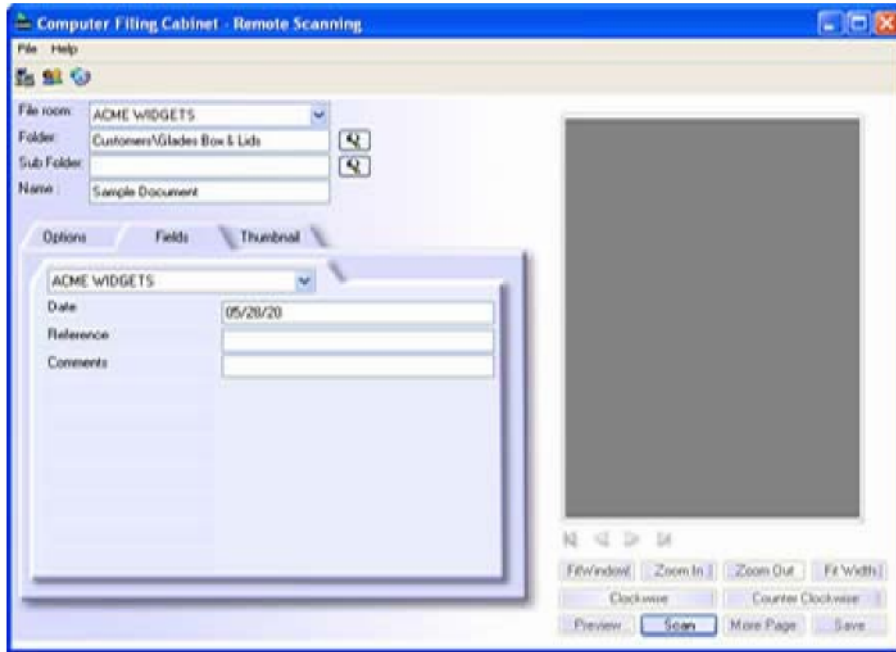 Computer Filing Cabinet - Remote Scanning
File Help
File room: ACME WIDGETS
Folder: Customers\Glades Box & Lids
Sub Folder:
Name : Sample Document
Options Fields Thumbnail
ACME WIDGETS
Date 05/28/20
Reference
Comments
FitWindow Zoom In Zoom Out Fit Width
Clockwise Counter Clockwise
Preview Scan More Page Save